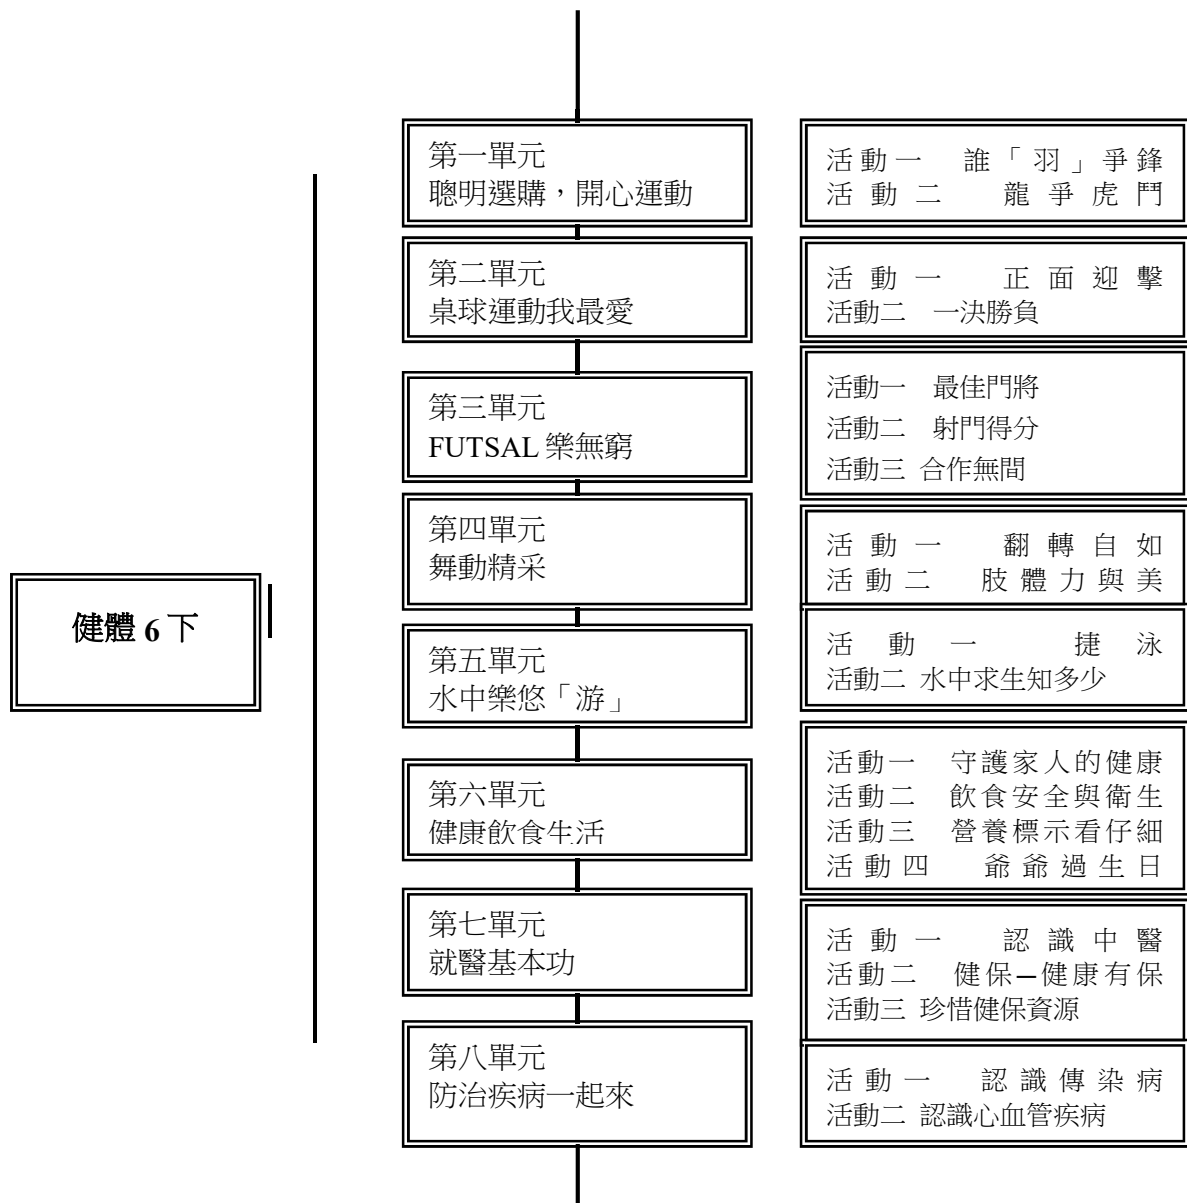 第一單元
聰明選購，開心運動
活動一 誰「羽」爭鋒
活動二 龍爭虎鬥
第二單元
桌球運動我最愛
活動一 正面迎擊
活動二 一決勝負
第三單元
FUTSAL 樂無窮
活動一 最佳門將
活動二 射門得分
活動三 合作無間
第四單元
舞動精采
活動一 翻轉自如
活動二 肢體力與美
健體 6 下
第五單元
水中樂悠「游」
活動一 捷泳
活動二 水中求生知多少
第六單元
健康飲食生活
活動一 守護家人的健康
活動二 飲食安全與衛生
活動三 營養標示看仔細
活動四 爺爺過生日
第七單元
就醫基本功
活動一 認識中醫
活動二 健保─健康有保
活動三 珍惜健保資源
第八單元
防治疾病一起來
活動一 認識傳染病
活動二 認識心血管疾病